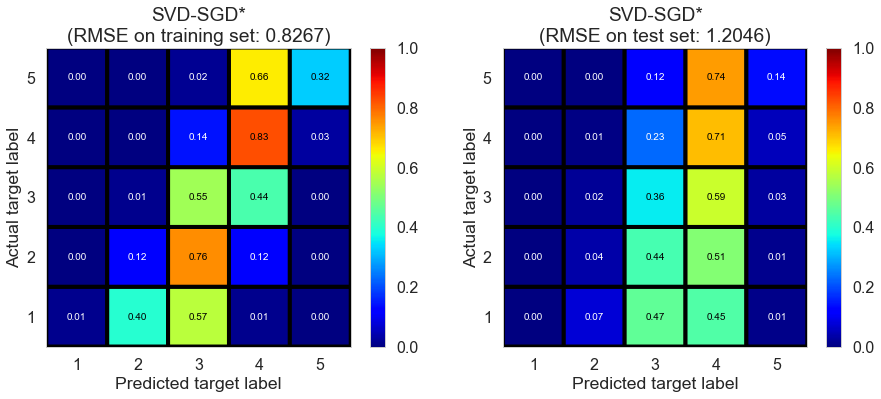 SVD-SGD*
(RMSE on training set: 0.8267)
Actual target label
5 0.00 0.00 0.02 0.66 0.32
4 0.00 0.00 0.14 0.83 0.03
3 0.00 0.01 0.55 0.44 0.00
2 0.00 0.12 0.76 0.12 0.00
1 0.01 0.40 0.57 0.01 0.00
1 2 3 4 5
Predicted target label
1.0
0.8
0.6
0.4
0.2
0.0
SVD-SGD*
(RMSE on test set: 1.2046)
Actual target label
5 0.00 0.00 0.12 0.74 0.14
4 0.00 0.01 0.23 0.71 0.05
3 0.00 0.02 0.36 0.59 0.03
2 0.00 0.04 0.44 0.51 0.01
1 0.00 0.07 0.47 0.45 0.01
1 2 3 4 5
Predicted target label
1.0
0.8
0.6
0.4
0.2
0.0